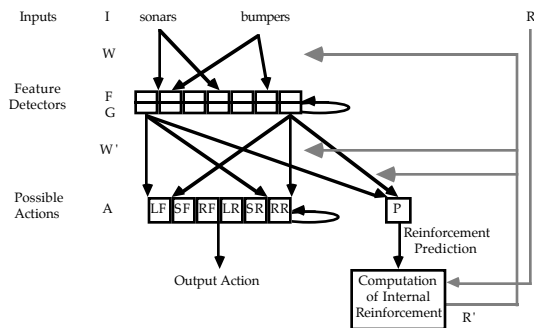 Inputs I sonars bumpers R
W
Feature F
Detectors G
W'
Possible
Actions A LF SF RF LR SR RR P
Reinforcement
Prediction
Output Action
Computation
of Internal
Reinforcement
R'